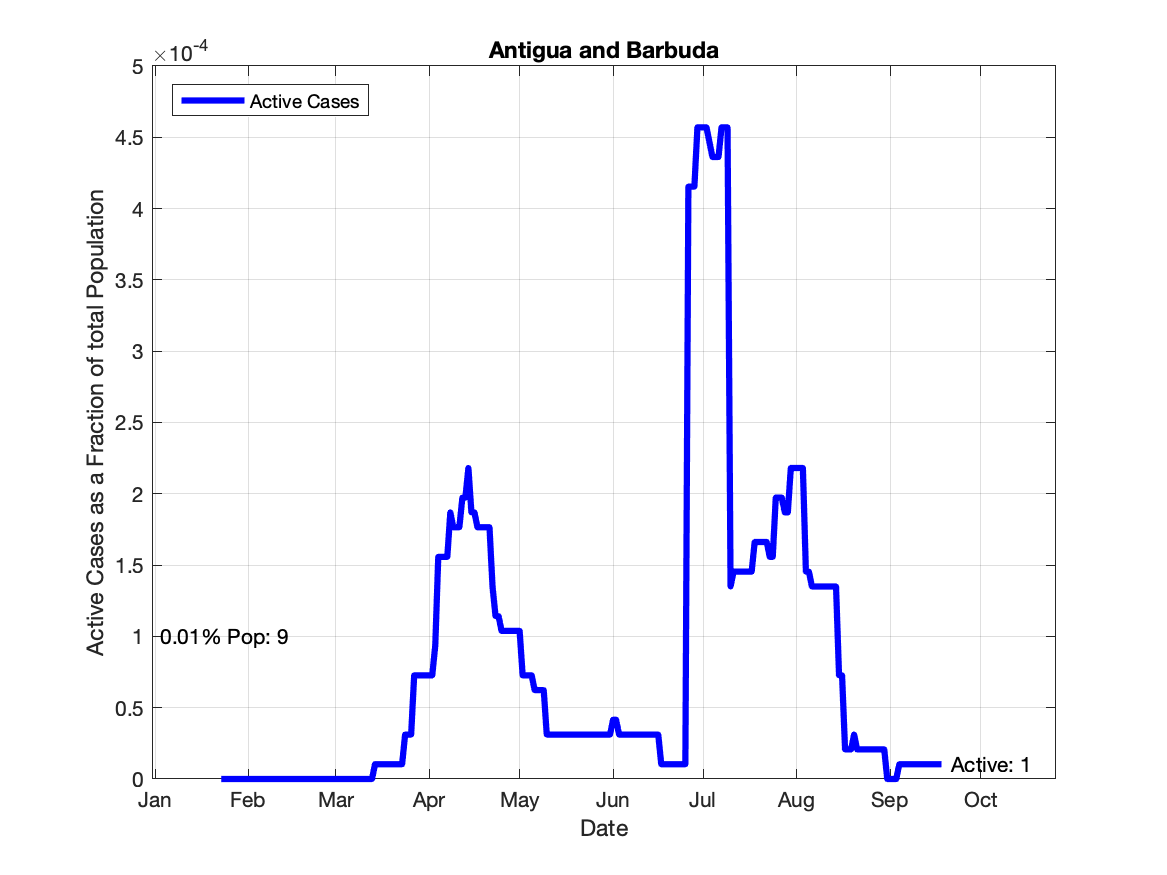 Antigua and Barbuda
×10-4
5
4.5
4
3.5
3
2.5
2
1.5
1
0.5
0
Active Cases as a Fraction of total Population
Active Cases
0.01% Pop: 9
Active: 1
Jan Feb Mar Apr May Jun Jul Aug Sep Oct
Date